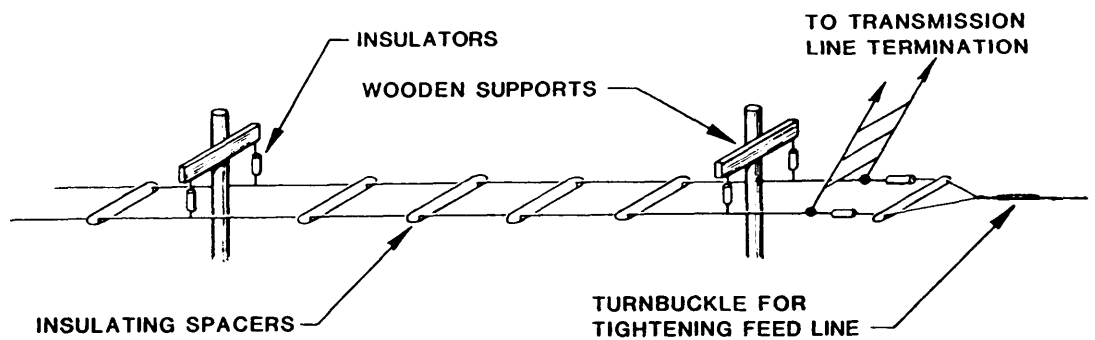 TO TRANSMISSION
LINE TERMINATION
INSULATORS
WOODEN SUPPORTS
INSULATING SPACERS
TURNBUCKLE FOR
TIGHTENING FEED LINE